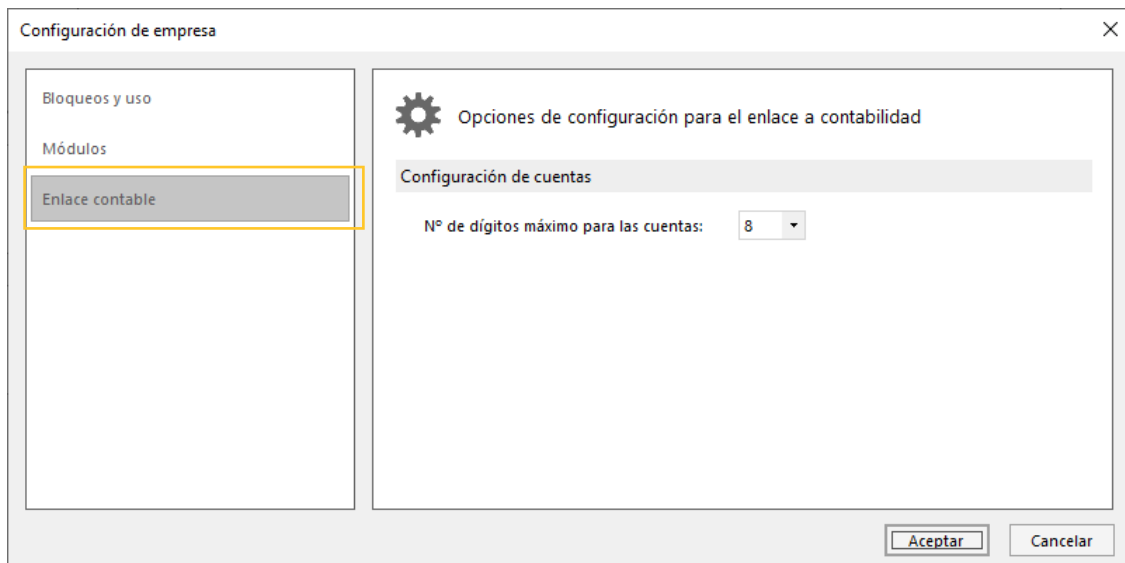 Configuración de empresa
Bloqueos y uso
Módulos
Enlace contable
Opciones de configuración para el enlace a contabilidad
Configuración de cuentas
Nº de dígitos máximo para las cuentas: 8
Aceptar Cancelar